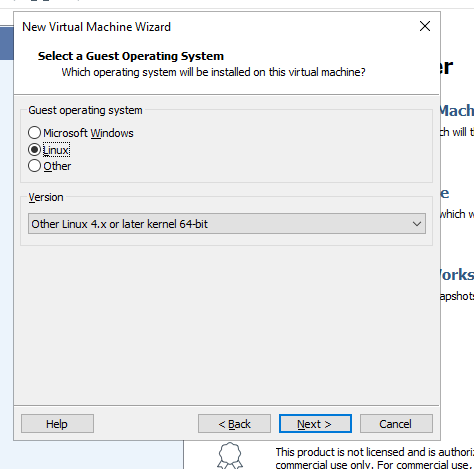 New Virtual Machine Wizard
Select a Guest Operating System
Which operating system will be installed on this virtual machine?
Guest operating system
Microsoft Windows
Linux
Other
Version
Other Linux 4.x or later kernel 64-bit
Help
< Back
Next >
Cancel
er
Mach
ch will t
e
which w
Works
apshots
This product is not licensed and is authori
commercial use only. For commercial use,